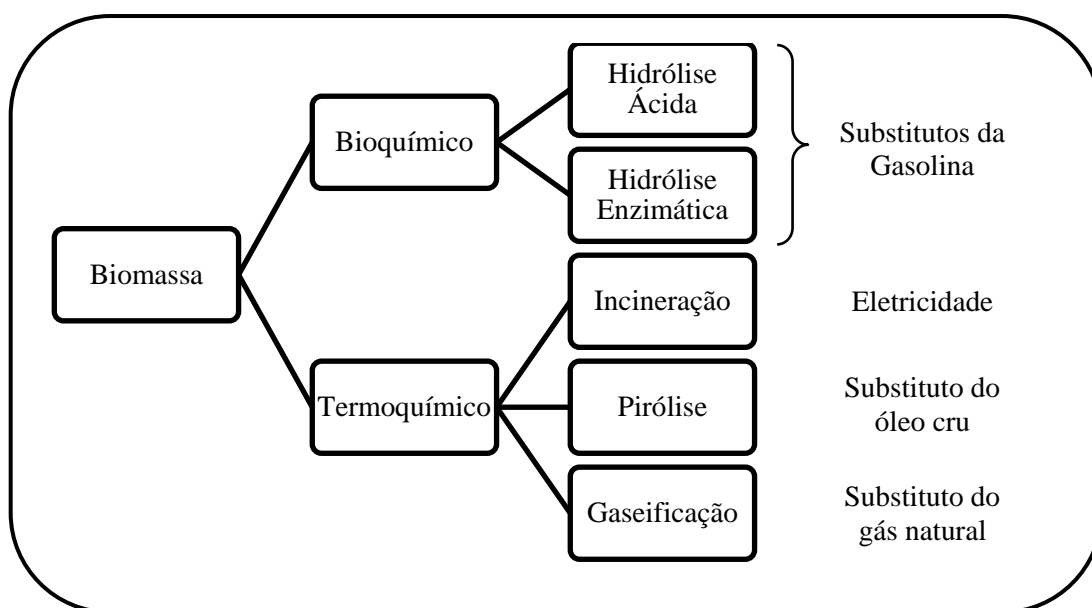 Biomassa
Bioquímico
Hidrólise
Ácida
Hidrólise
Enzimática
Substitutos da
Gasolina
Termoquímico
Incineração
Eletricidade
Pirólise
Substituto do
óleo cru
Gaseificação
Substituto do
gás natural